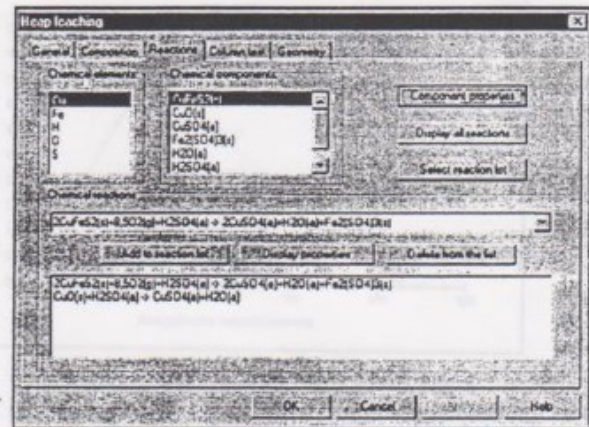 Heap leaching
General Composition Reactions Column test Geometry
Chemical elements
Chemical components
Cu
Fe
H
O
S
CuFeS2(s)
CuO(s)
CuSO4(a)
Fe2(SO4)3(s)
H2O(a)
H2SO4(a)
Component properties
Display all reactions
Select reaction list
Chemical reactions
2CuFeS2(s)+8,5O2(g)+H2SO4(a) -> 2CuSO4(a)+H2O(a)+Fe2(SO4)3(s)
Add to reaction list Display properties Delete from the list
2CuFeS2(s)+8,5O2(g)+H2SO4(a) -> 2CuSO4(a)+H2O(a)+Fe2(SO4)3(s)
CuO(s)+H2SO4(a) -> CuSO4(a)+H2O(a)
OK Cancel Help